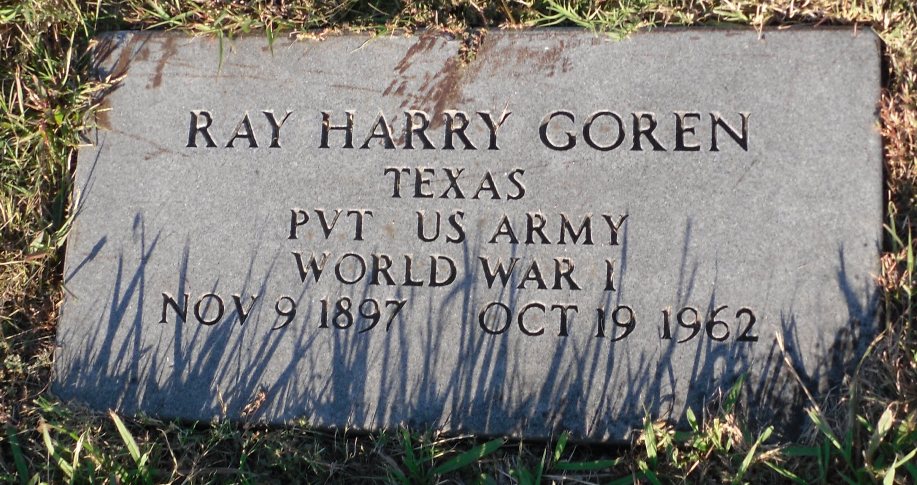 RAY HARRY GOREN
TEXAS
PVT US ARMY
WORLD WAR I
NOV 9 1897 OCT 19 1962